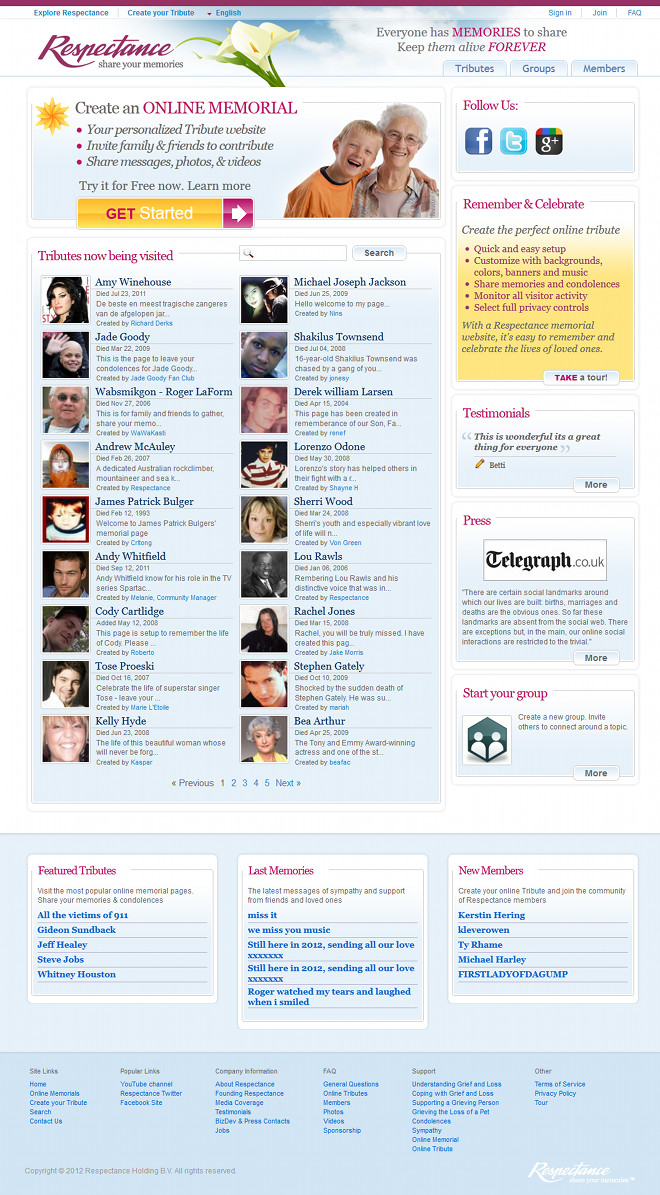 Explore Respectance
Create your Tribute
English
Sign in
Join
FAQ
Respectance
share your memories
Everyone has MEMORIES to share
Keep them alive FOREVER
Tributes
Groups
Members
Create an ONLINE MEMORIAL
• Your personalized Tribute website
• Invite family & friends to contribute
• Share messages, photos, & videos
Try it for Free now. Learn more
GET Started
Tributes now being visited
Search
Amy Winehouse
Died Jul 23, 2011
De beste en meest tragische zangeres
van de afgelopen jar...
Created by Richard Derks
Michael Joseph Jackson
Died Jun 25, 2009
Hello welcome to my page...
Created by Nins
Jade Goody
Died Mar 22, 2009
This is the page to leave your
condolences for Jade Goody...
Created by Jade Goody Fan Club
Shakilus Townsend
Died Jul 04, 2008
16-year-old Shakilus Townsend was
chased by a gang of you...
Created by jonesy
Wabsmikgon - Roger LaForm
Died Nov 27, 2006
This is for family and friends to gather,
share your memo...
Created by WaWaKasti
Derek william Larsen
Died Apr 15, 2004
This page has been created in
rememberance of our Son, Fa...
Created by renef
Andrew McAuley
Died Feb 26, 2007
A dedicated Australian rockclimber,
mountaineer and sea k...
Created by Respectance
Lorenzo Odone
Died May 30, 2008
Lorenzo's story has helped others in
their fight with a r...
Created by Shayne H
James Patrick Bulger
Died Feb 12, 1993
Welcome to James Patrick Bulgers'
memorial page
Created by Critong
Sherri Wood
Died Mar 24, 2008
Sherri's youth and especially vibrant love
of life will n...
Created by Von Green
Andy Whitfield
Died Sep 12, 2011
Andy Whitfield know for his role in the TV
series Spartac...
Created by Melanie, Community Manager
Lou Rawls
Died Jan 06, 2006
Rembering Lou Rawls and his
distinctive voice that was in...
Created by Respectance
Cody Cartlidge
Added May 12, 2008
This page is setup to remember the life
of Cody. Please ...
Created by Roberto
Rachel Jones
Died Mar 15, 2008
Rachel, you will be truly missed. I have
created this pag...
Created by Jake Morris
Tose Proeski
Died Oct 16, 2007
Celebrate the life of superstar singer
Tose - leave your ...
Created by Marie L'Etoile
Stephen Gately
Died Oct 10, 2009
Shocked by the sudden death of
Stephen Gately. He was su...
Created by mariah
Kelly Hyde
Died Jun 23, 2008
The life of this beautiful woman whose
will never be forg...
Created by Kaspar
Bea Arthur
Died Apr 25, 2009
The Tony and Emmy Award-winning
actress and one of the st...
Created by beafac
« Previous 1 2 3 4 5 Next »
Follow Us:
Remember & Celebrate
Create the perfect online tribute
• Quick and easy setup
• Customize with backgrounds,
colors, banners and music
• Share memories and condolences
• Monitor all visitor activity
• Select full privacy controls
With a Respectance memorial
website, it's easy to remember and
celebrate the lives of loved ones.
TAKE a tour!
Testimonials
“ This is wonderful its a great
thing for everyone ”
Betti
More
Press
Telegraph.co.uk
"There are certain social landmarks around
which our lives are built: births, marriages and
deaths are the obvious ones. So far these
landmarks are absent from the social web. There
are exceptions but, in the main, our online social
interactions are restricted to the trivial."
More
Start your group
Create a new group. Invite
others to connect around a topic.
More
Featured Tributes
Visit the most popular online memorial pages.
Share your memories & condolences
All the victims of 911
Gideon Sundback
Jeff Healey
Steve Jobs
Whitney Houston
Last Memories
The latest messages of sympathy and support
from friends and loved ones
miss it
we miss you music
Still here in 2012, sending all our love
xxxxxxx
Still here in 2012, sending all our love
xxxxxxx
Roger watched my tears and laughed
when i smiled
New Members
Create your online Tribute and join the community
of Respectance members
Kerstin Hering
kleverowen
Ty Rhame
Michael Harley
FIRSTLADYOFDAGUMP
Site Links
Home
Online Memorials
Create your Tribute
Search
Contact Us
Popular Links
YouTube channel
Respectance Twitter
Facebook Site
Company Information
About Respectance
Founding Respectance
Media Coverage
Testimonials
BizDev & Press Contacts
Jobs
FAQ
General Questions
Online Tributes
Members
Photos
Videos
Sponsorship
Support
Understanding Grief and Loss
Coping with Grief and Loss
Supporting a Grieving Person
Grieving the Loss of a Pet
Condolences
Sympathy
Online Memorial
Online Tribute
Other
Terms of Service
Privacy Policy
Tour
Copyright © 2012 Respectance Holding B.V. All rights reserved.
Respectance
share your memories™